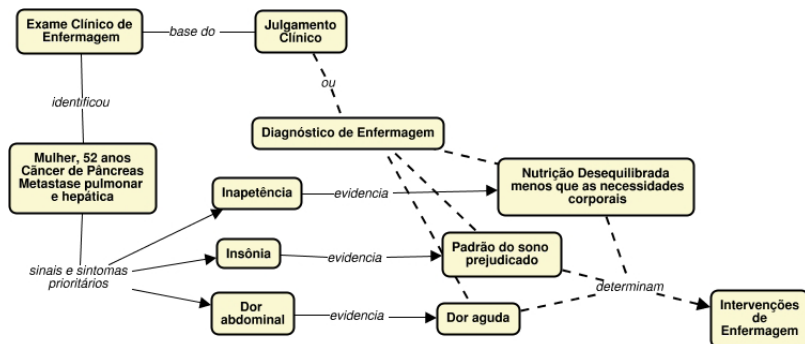 Exame Clínico de
Enfermagem
base do
Julgamento
Clínico
identificou
ou
Diagnóstico de Enfermagem
Mulher, 52 anos
Câncer de Pâncreas
Metastase pulmonar
e hepática
Inapetência
evidencia
Nutrição Desequilibrada
menos que as necessidades
corporais
sinais e sintomas
prioritários
Insônia
evidencia
Padrão do sono
prejudicado
determinam
Dor
abdominal
evidencia
Dor aguda
Intervenções
de
Enfermagem